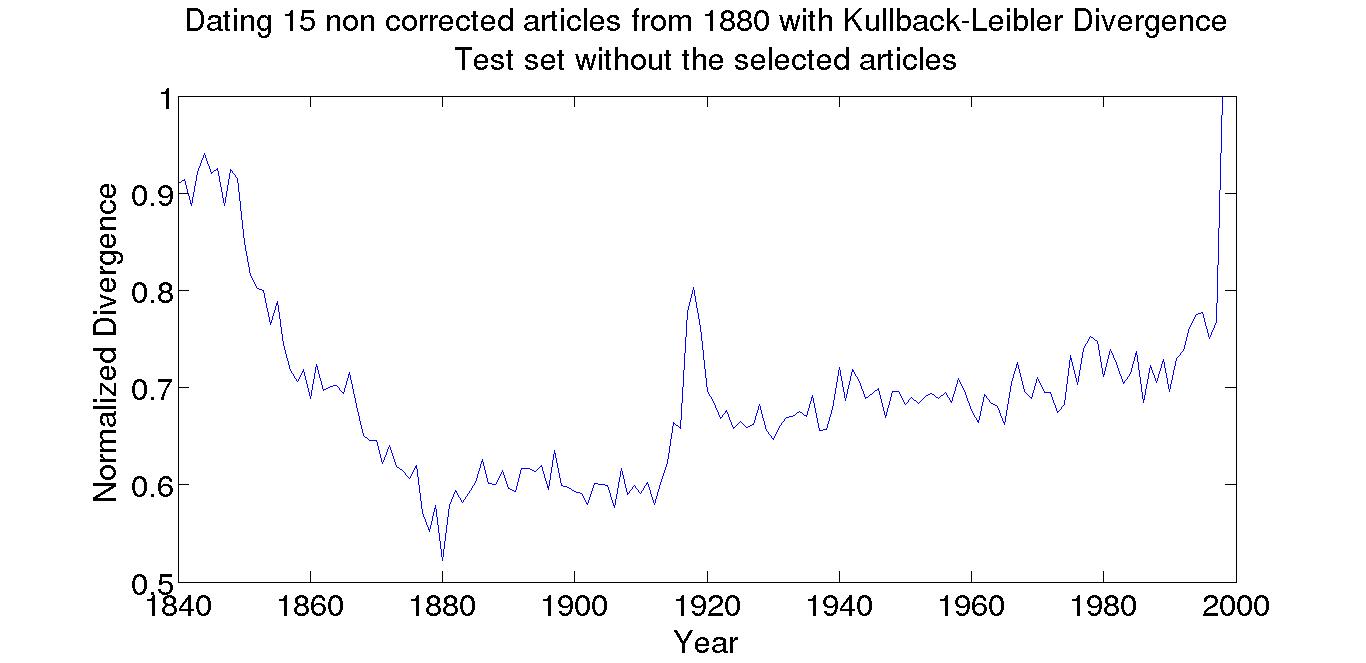 Dating 15 non corrected articles from 1880 with Kullback-Leibler Divergence
Test set without the selected articles
1
0.9
0.8
0.7
0.6
0.5
Normalized Divergence
1840 1860 1880 1900 1920 1940 1960 1980 2000
Year